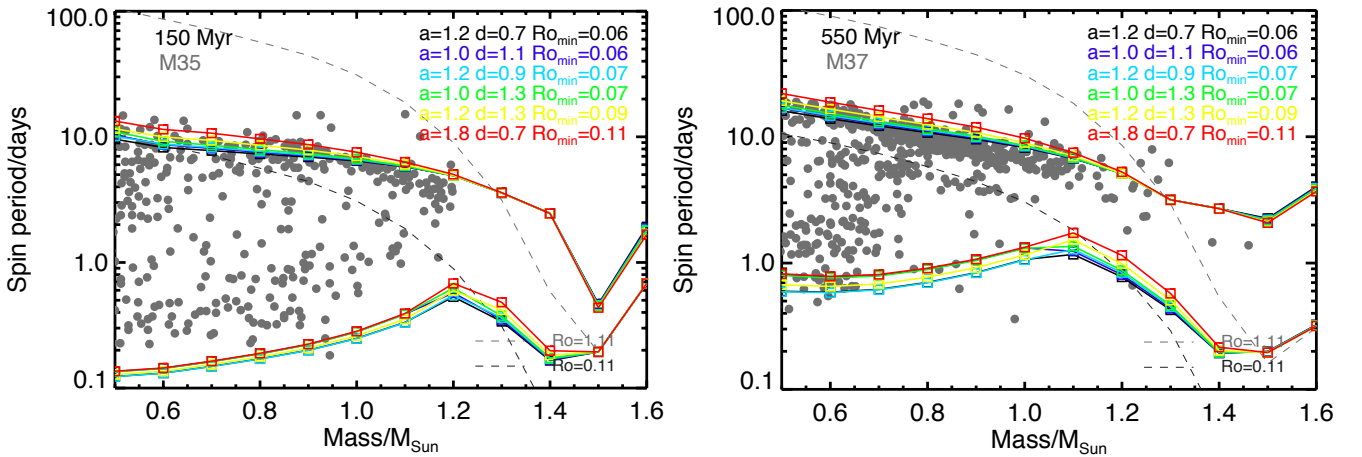 100.0
10.0
1.0
0.1
Spin period/days
150 Myr
M35
a=1.2 d=0.7 Ro_min=0.06
a=1.0 d=1.1 Ro_min=0.06
a=1.2 d=0.9 Ro_min=0.07
a=1.0 d=1.3 Ro_min=0.07
a=1.2 d=1.3 Ro_min=0.09
a=1.8 d=0.7 Ro_min=0.11
Ro=1.11
Ro=0.11
0.6 0.8 1.0 1.2 1.4 1.6
Mass/M_Sun
100.0
10.0
1.0
0.1
Spin period/days
550 Myr
M37
a=1.2 d=0.7 Ro_min=0.06
a=1.0 d=1.1 Ro_min=0.06
a=1.2 d=0.9 Ro_min=0.07
a=1.0 d=1.3 Ro_min=0.07
a=1.2 d=1.3 Ro_min=0.09
a=1.8 d=0.7 Ro_min=0.11
Ro=1.11
Ro=0.11
0.6 0.8 1.0 1.2 1.4 1.6
Mass/M_Sun